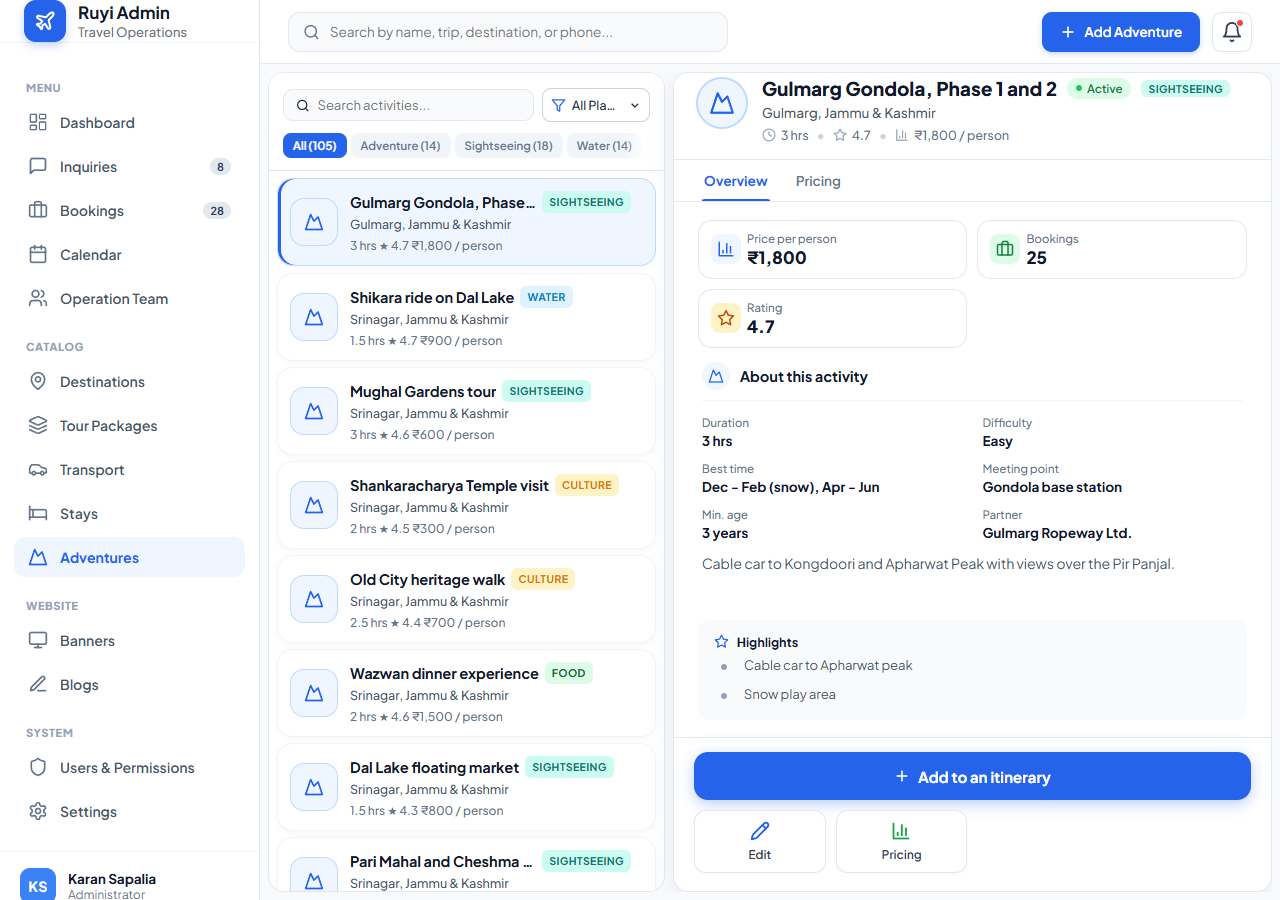 Ruyi Admin
Travel Operations
MENU
Dashboard
Inquiries 8
Bookings 28
Calendar
Operation Team
CATALOG
Destinations
Tour Packages
Transport
Stays
Adventures
WEBSITE
Banners
Blogs
SYSTEM
Users & Permissions
Settings
KS
Karan Sapalia
Administrator
Search by name, trip, destination, or phone...
Add Adventure
Search activities...
All Pla...
All (105) Adventure (14) Sightseeing (18) Water (14)
Gulmarg Gondola, Phase... SIGHTSEEING
Gulmarg, Jammu & Kashmir
3 hrs ★ 4.7 ₹1,800 / person
Shikara ride on Dal Lake WATER
Srinagar, Jammu & Kashmir
1.5 hrs ★ 4.7 ₹900 / person
Mughal Gardens tour SIGHTSEEING
Srinagar, Jammu & Kashmir
3 hrs ★ 4.6 ₹600 / person
Shankaracharya Temple visit CULTURE
Srinagar, Jammu & Kashmir
2 hrs ★ 4.5 ₹300 / person
Old City heritage walk CULTURE
Srinagar, Jammu & Kashmir
2.5 hrs ★ 4.4 ₹700 / person
Wazwan dinner experience FOOD
Srinagar, Jammu & Kashmir
2 hrs ★ 4.6 ₹1,500 / person
Dal Lake floating market SIGHTSEEING
Srinagar, Jammu & Kashmir
1.5 hrs ★ 4.3 ₹800 / person
Pari Mahal and Cheshma ... SIGHTSEEING
Srinagar, Jammu & Kashmir
Gulmarg Gondola, Phase 1 and 2 Active SIGHTSEEING
Gulmarg, Jammu & Kashmir
3 hrs 4.7 ₹1,800 / person
Overview Pricing
Price per person
₹1,800
Bookings
25
Rating
4.7
About this activity
Duration
3 hrs
Difficulty
Easy
Best time
Dec – Feb (snow), Apr – Jun
Meeting point
Gondola base station
Min. age
3 years
Partner
Gulmarg Ropeway Ltd.
Cable car to Kongdoori and Apharwat Peak with views over the Pir Panjal.
Highlights
Cable car to Apharwat peak
Snow play area
Add to an itinerary
Edit
Pricing